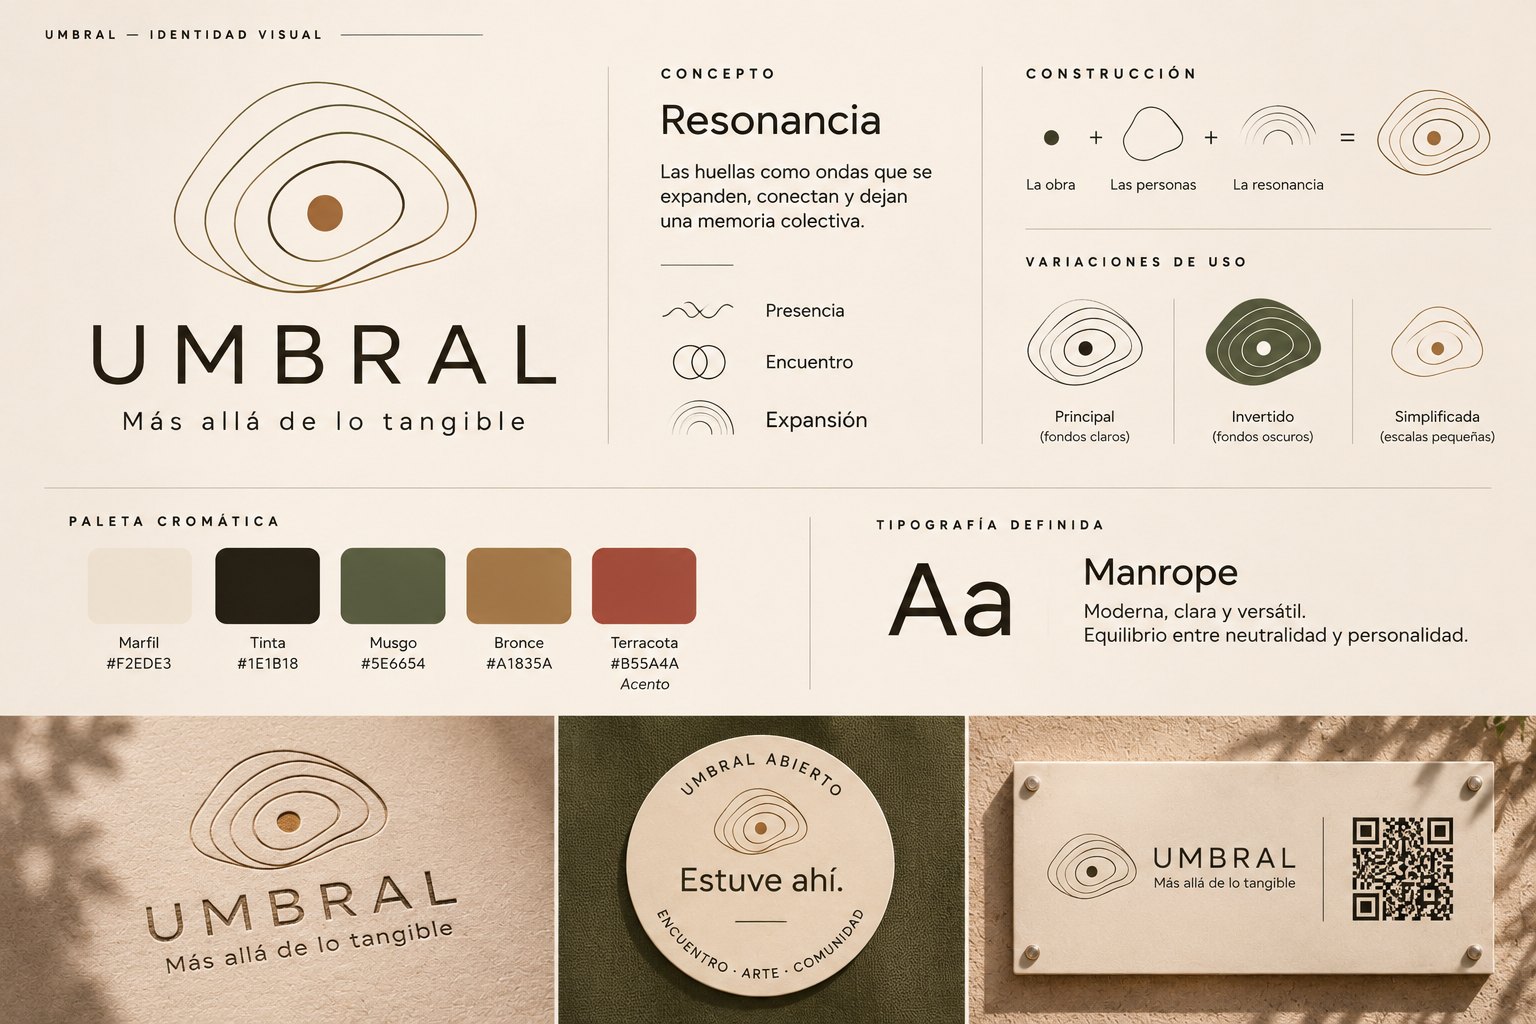 UMBRAL — IDENTIDAD VISUAL
UMBRAL
Más allá de lo tangible
CONCEPTO
Resonancia
Las huellas como ondas que se
expanden, conectan y dejan
una memoria colectiva.
Presencia
Encuentro
Expansión
CONSTRUCCIÓN
+ + =
La obra Las personas La resonancia
VARIACIONES DE USO
Principal
(fondos claros)
Invertido
(fondos oscuros)
Simplificada
(escalas pequeñas)
PALETA CROMÁTICA
Marfil
#F2EDE3
Tinta
#1E1B18
Musgo
#5E6654
Bronce
#A1835A
Terracota
#B55A4A
Acento
TIPOGRAFÍA DEFINIDA
Aa
Manrope
Moderna, clara y versátil.
Equilibrio entre neutralidad y personalidad.
UMBRAL
Más allá de lo tangible
UMBRAL ABIERTO
Estuve ahí.
ENCUENTRO · ARTE · COMUNIDAD
UMBRAL
Más allá de lo tangible